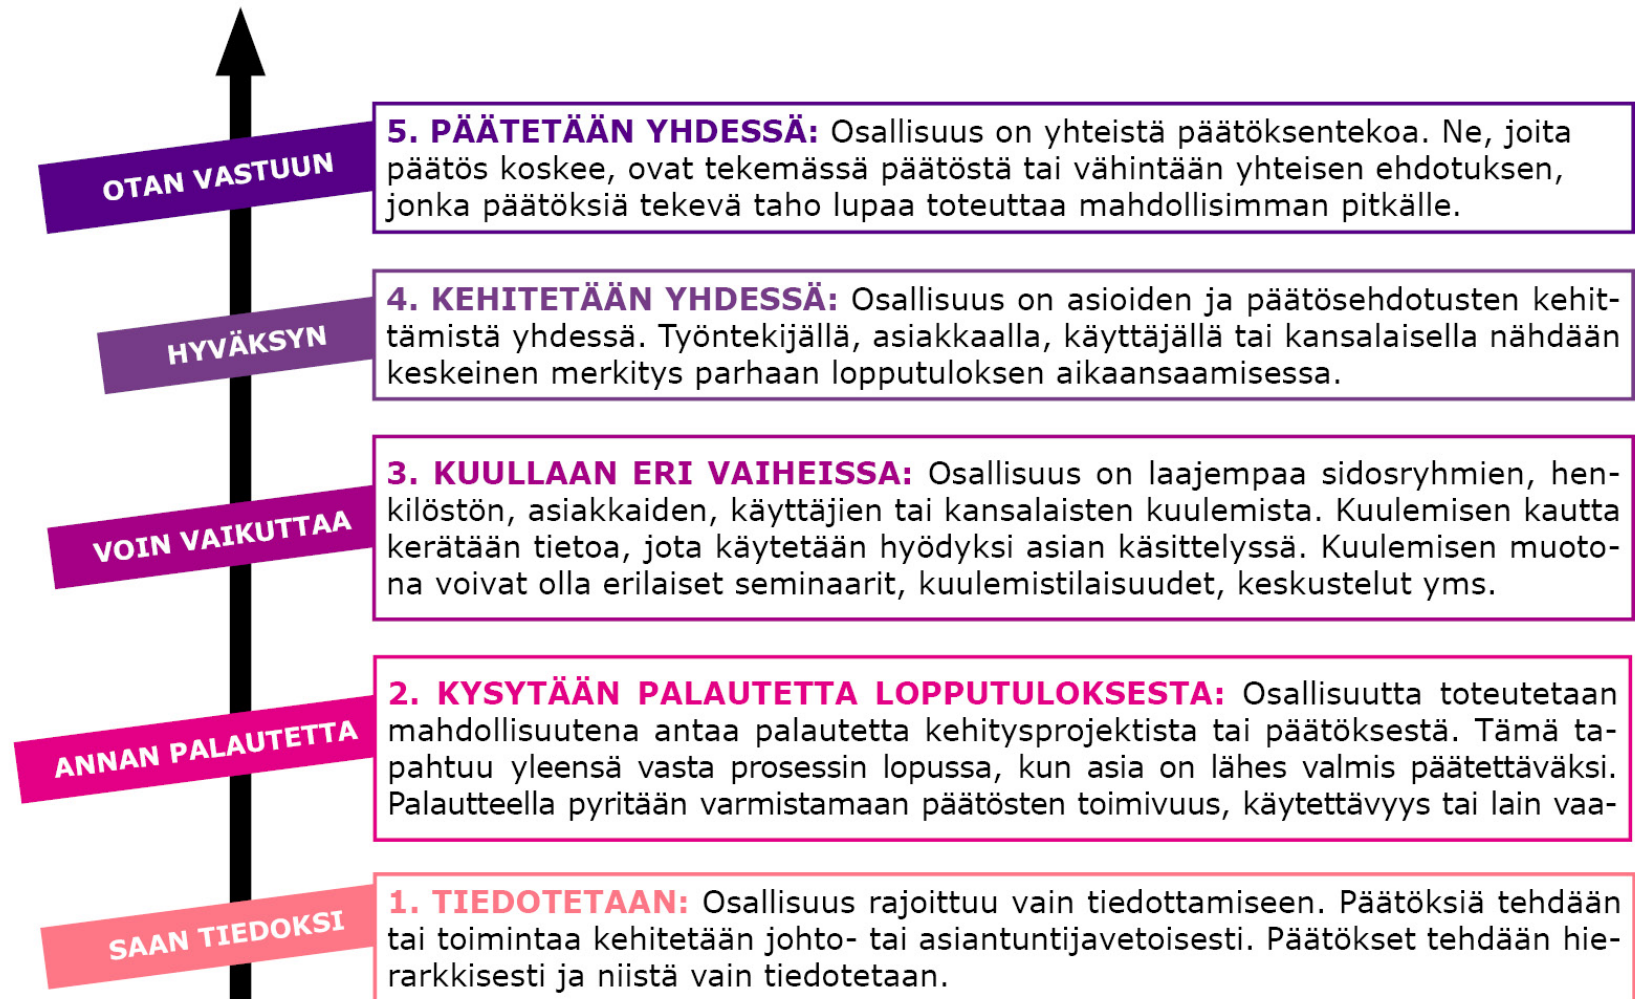 OTAN VASTUUN
5. PÄÄTETÄÄN YHDESSÄ: Osallisuus on yhteistä päätöksentekoa. Ne, joita
päätös koskee, ovat tekemässä päätöstä tai vähintään yhteisen ehdotuksen,
jonka päätöksiä tekevä taho lupaa toteuttaa mahdollisimman pitkälle.
HYVÄKSYN
4. KEHITETÄÄN YHDESSÄ: Osallisuus on asioiden ja päätösehdotusten kehit-
tämistä yhdessä. Työntekijällä, asiakkaalla, käyttäjällä tai kansalaisella nähdään
keskeinen merkitys parhaan lopputuloksen aikaansaamisessa.
VOIN VAIKUTTAA
3. KUULLAAN ERI VAIHEISSA: Osallisuus on laajempaa sidosryhmien, hen-
kilöstön, asiakkaiden, käyttäjien tai kansalaisten kuulemista. Kuulemisen kautta
kerätään tietoa, jota käytetään hyödyksi asian käsittelyssä. Kuulemisen muoto-
na voivat olla erilaiset seminaarit, kuulemistilaisuudet, keskustelut yms.
ANNAN PALAUTETTA
2. KYSYTÄÄN PALAUTETTA LOPPUTULOKSESTA: Osallisuutta toteutetaan
mahdollisuutena antaa palautetta kehitysprojektista tai päätöksestä. Tämä ta-
pahtuu yleensä vasta prosessin lopussa, kun asia on lähes valmis päätettäväksi.
Palautteella pyritään varmistamaan päätösten toimivuus, käytettävyys tai lain vaa-
SAAN TIEDOKSI
1. TIEDOTETAAN: Osallisuus rajoittuu vain tiedottamiseen. Päätöksiä tehdään
tai toimintaa kehitetään johto- tai asiantuntijavetoisesti. Päätökset tehdään hie-
rarkkisesti ja niistä vain tiedotetaan.